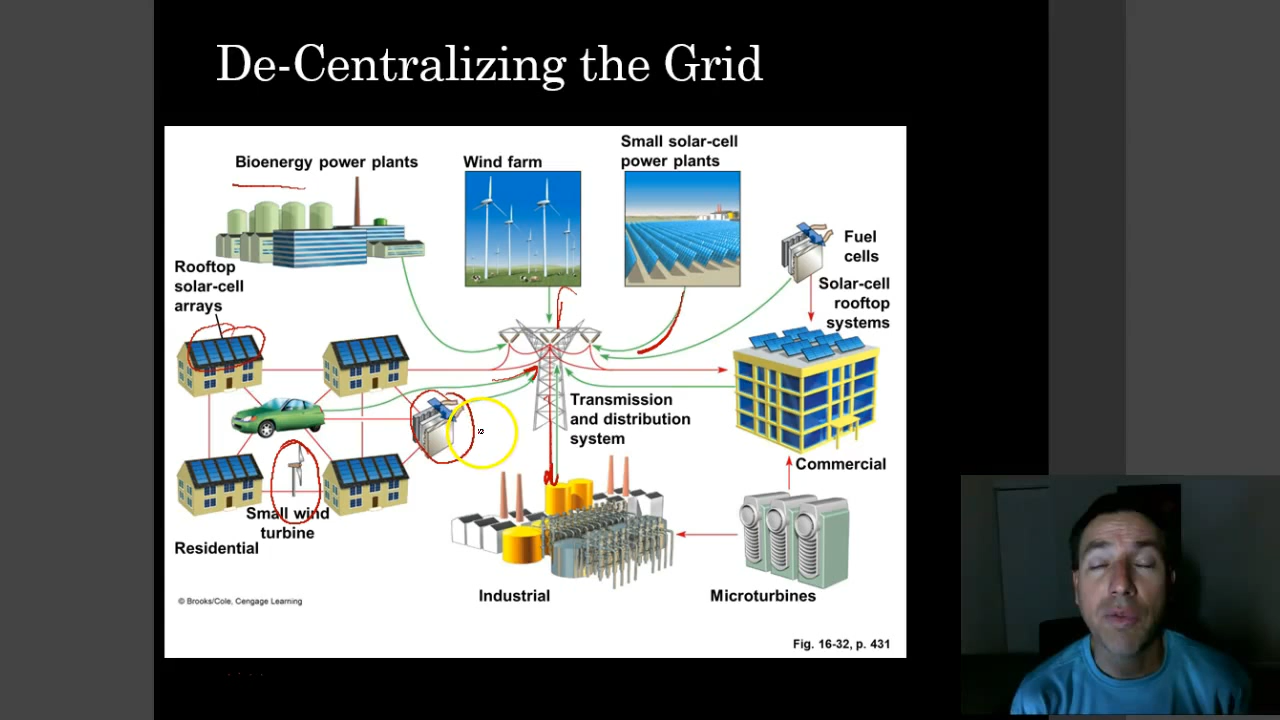 De-Centralizing the Grid
Bioenergy power plants
Wind farm
Small solar-cell
power plants
Fuel
cells
Rooftop
solar-cell
arrays
Solar-cell
rooftop
systems
Transmission
and distribution
system
Commercial
Small wind
turbine
Residential
Industrial
Microturbines
© Brooks/Cole, Cengage Learning
Fig. 16-32, p. 431